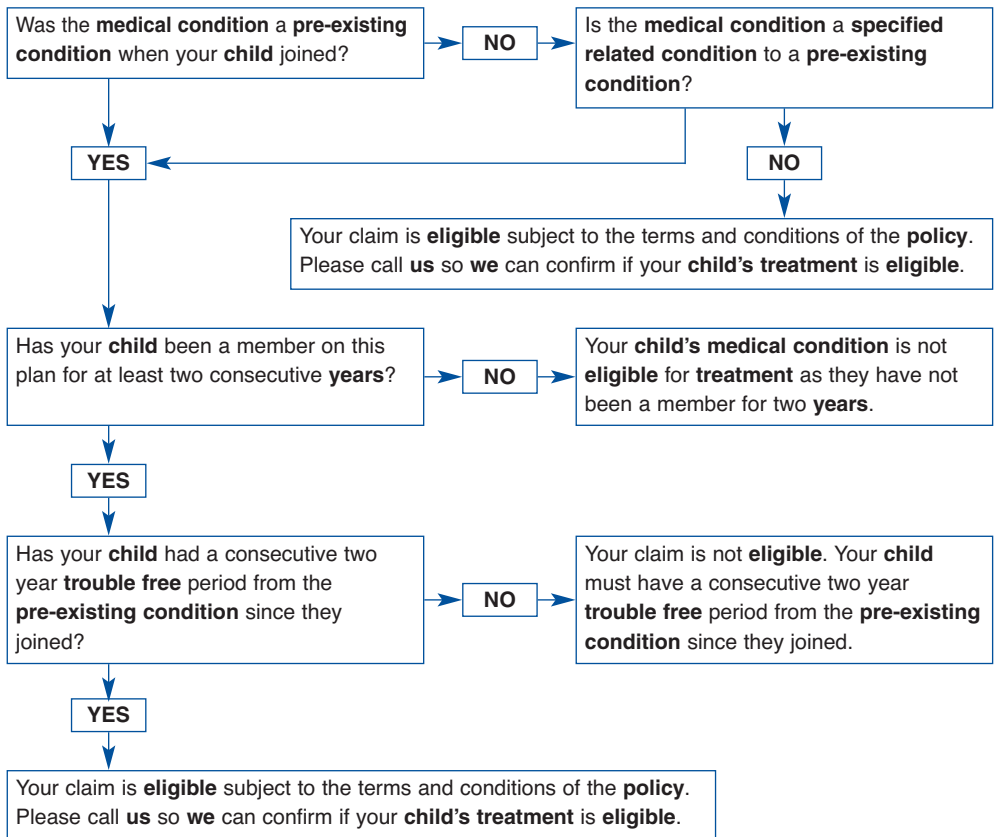 Was the medical condition a pre-existing
condition when your child joined?
NO
Is the medical condition a specified
related condition to a pre-existing
condition?
YES
NO
Your claim is eligible subject to the terms and conditions of the policy.
Please call us so we can confirm if your child's treatment is eligible.
Has your child been a member on this
plan for at least two consecutive years?
NO
Your child's medical condition is not
eligible for treatment as they have not
been a member for two years.
YES
Has your child had a consecutive two
year trouble free period from the
pre-existing condition since they
joined?
NO
Your claim is not eligible. Your child
must have a consecutive two year
trouble free period from the pre-existing
condition since they joined.
YES
Your claim is eligible subject to the terms and conditions of the policy.
Please call us so we can confirm if your child's treatment is eligible.